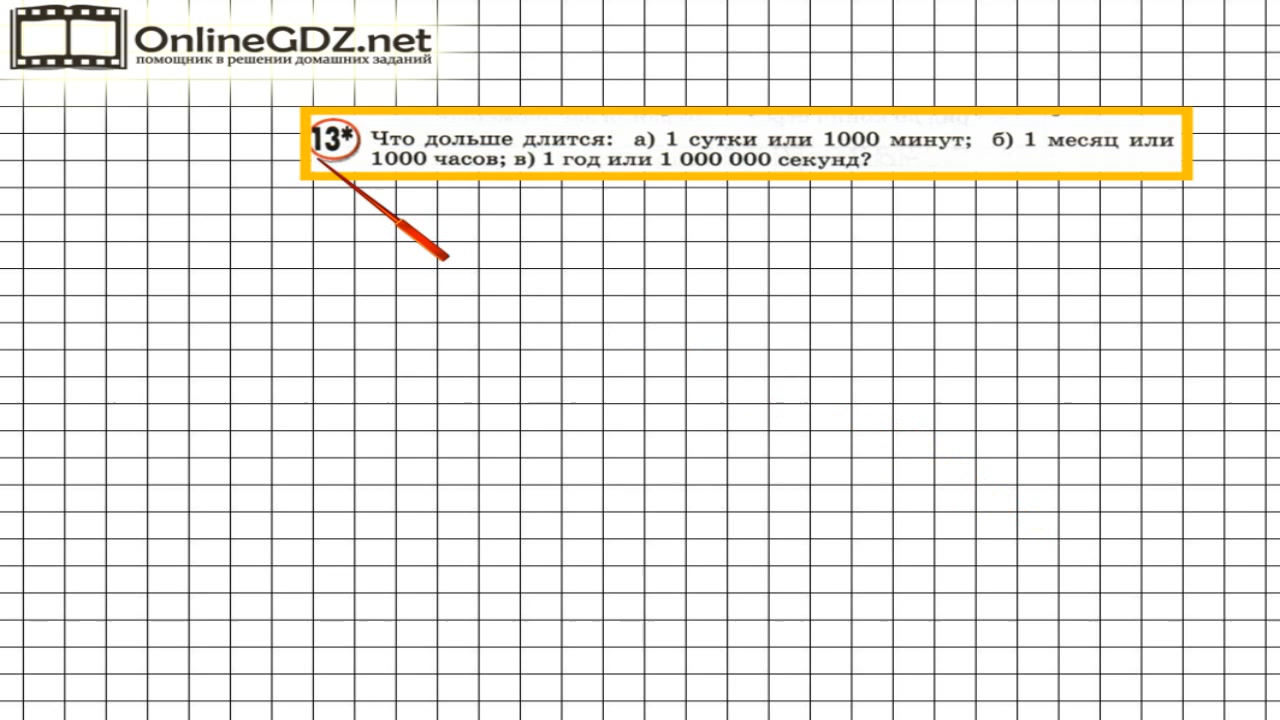 OnlineGDZ.net
помощник в решении домашних заданий
13* Что дольше длится: а) 1 сутки или 1000 минут; б) 1 месяц или
1000 часов; в) 1 год или 1 000 000 секунд?